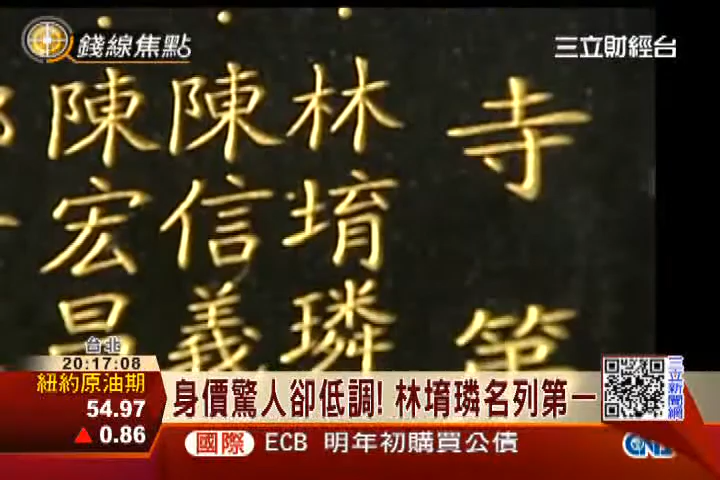 錢線焦點
三立財經台
寺 第
林堉璘
陳信義
陳宏昌
台北
20:17:08
紐約原油期
54.97
▲0.86
身價驚人卻低調! 林堉璘名列第一
三立新聞網
國際 ECB 明年初購買公債